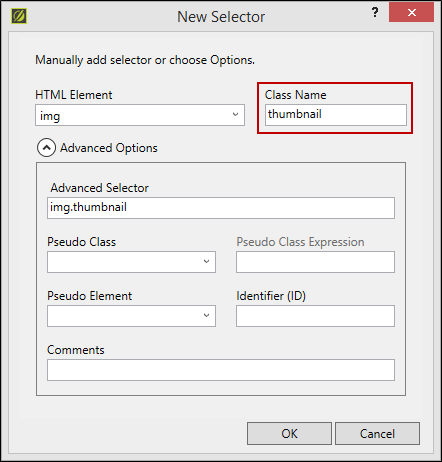 New Selector
?
Manually add selector or choose Options.
HTML Element
Class Name
img
thumbnail
Advanced Options
Advanced Selector
img.thumbnail
Pseudo Class
Pseudo Class Expression
Pseudo Element
Identifier (ID)
Comments
OK
Cancel